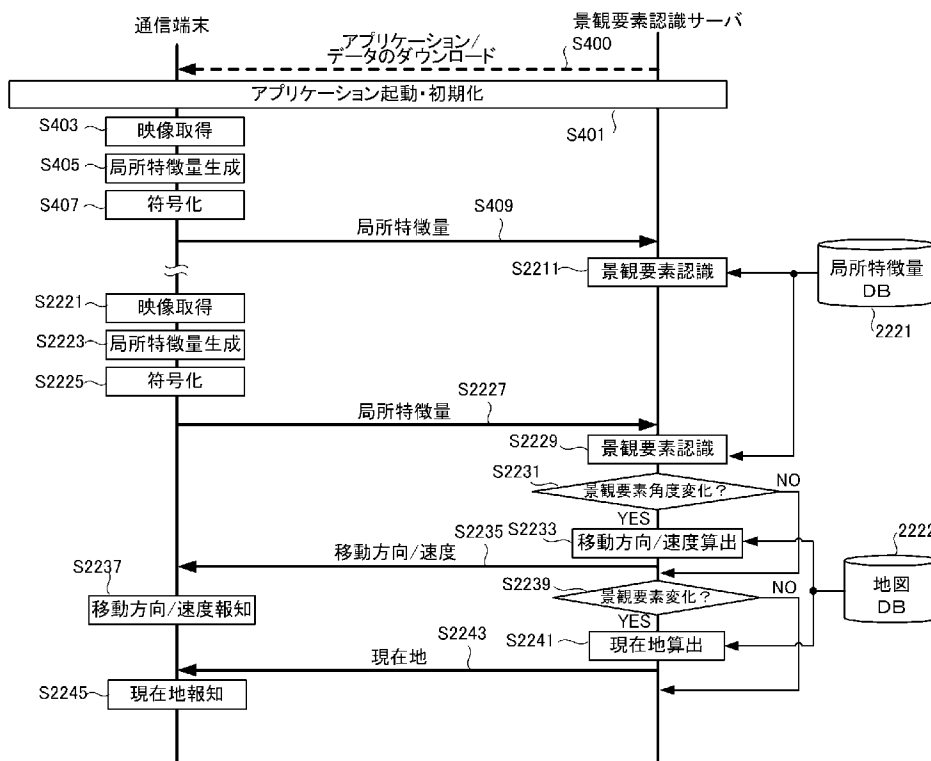 通信端末
景観要素認識サーバ
アプリケーション/
データのダウンロード
S400
アプリケーション起動・初期化
S401
S403
映像取得
S405
局所特徴量生成
S407
符号化
S409
局所特徴量
S2211
景観要素認識
局所特徴量
DB
2221
S2221
映像取得
S2223
局所特徴量生成
S2225
符号化
S2227
局所特徴量
S2229
景観要素認識
S2231
景観要素角度変化？
NO
YES
S2233
移動方向/速度算出
S2235
移動方向/速度
2222
地図
DB
S2237
移動方向/速度報知
S2239
景観要素変化？
NO
YES
S2241
現在地算出
S2243
現在地
S2245
現在地報知